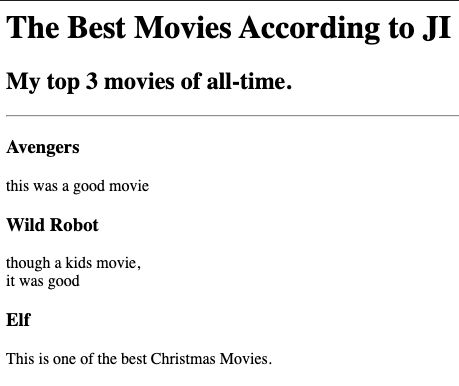 The Best Movies According to JI
My top 3 movies of all-time.
Avengers
this was a good movie
Wild Robot
though a kids movie,
it was good
Elf
This is one of the best Christmas Movies.